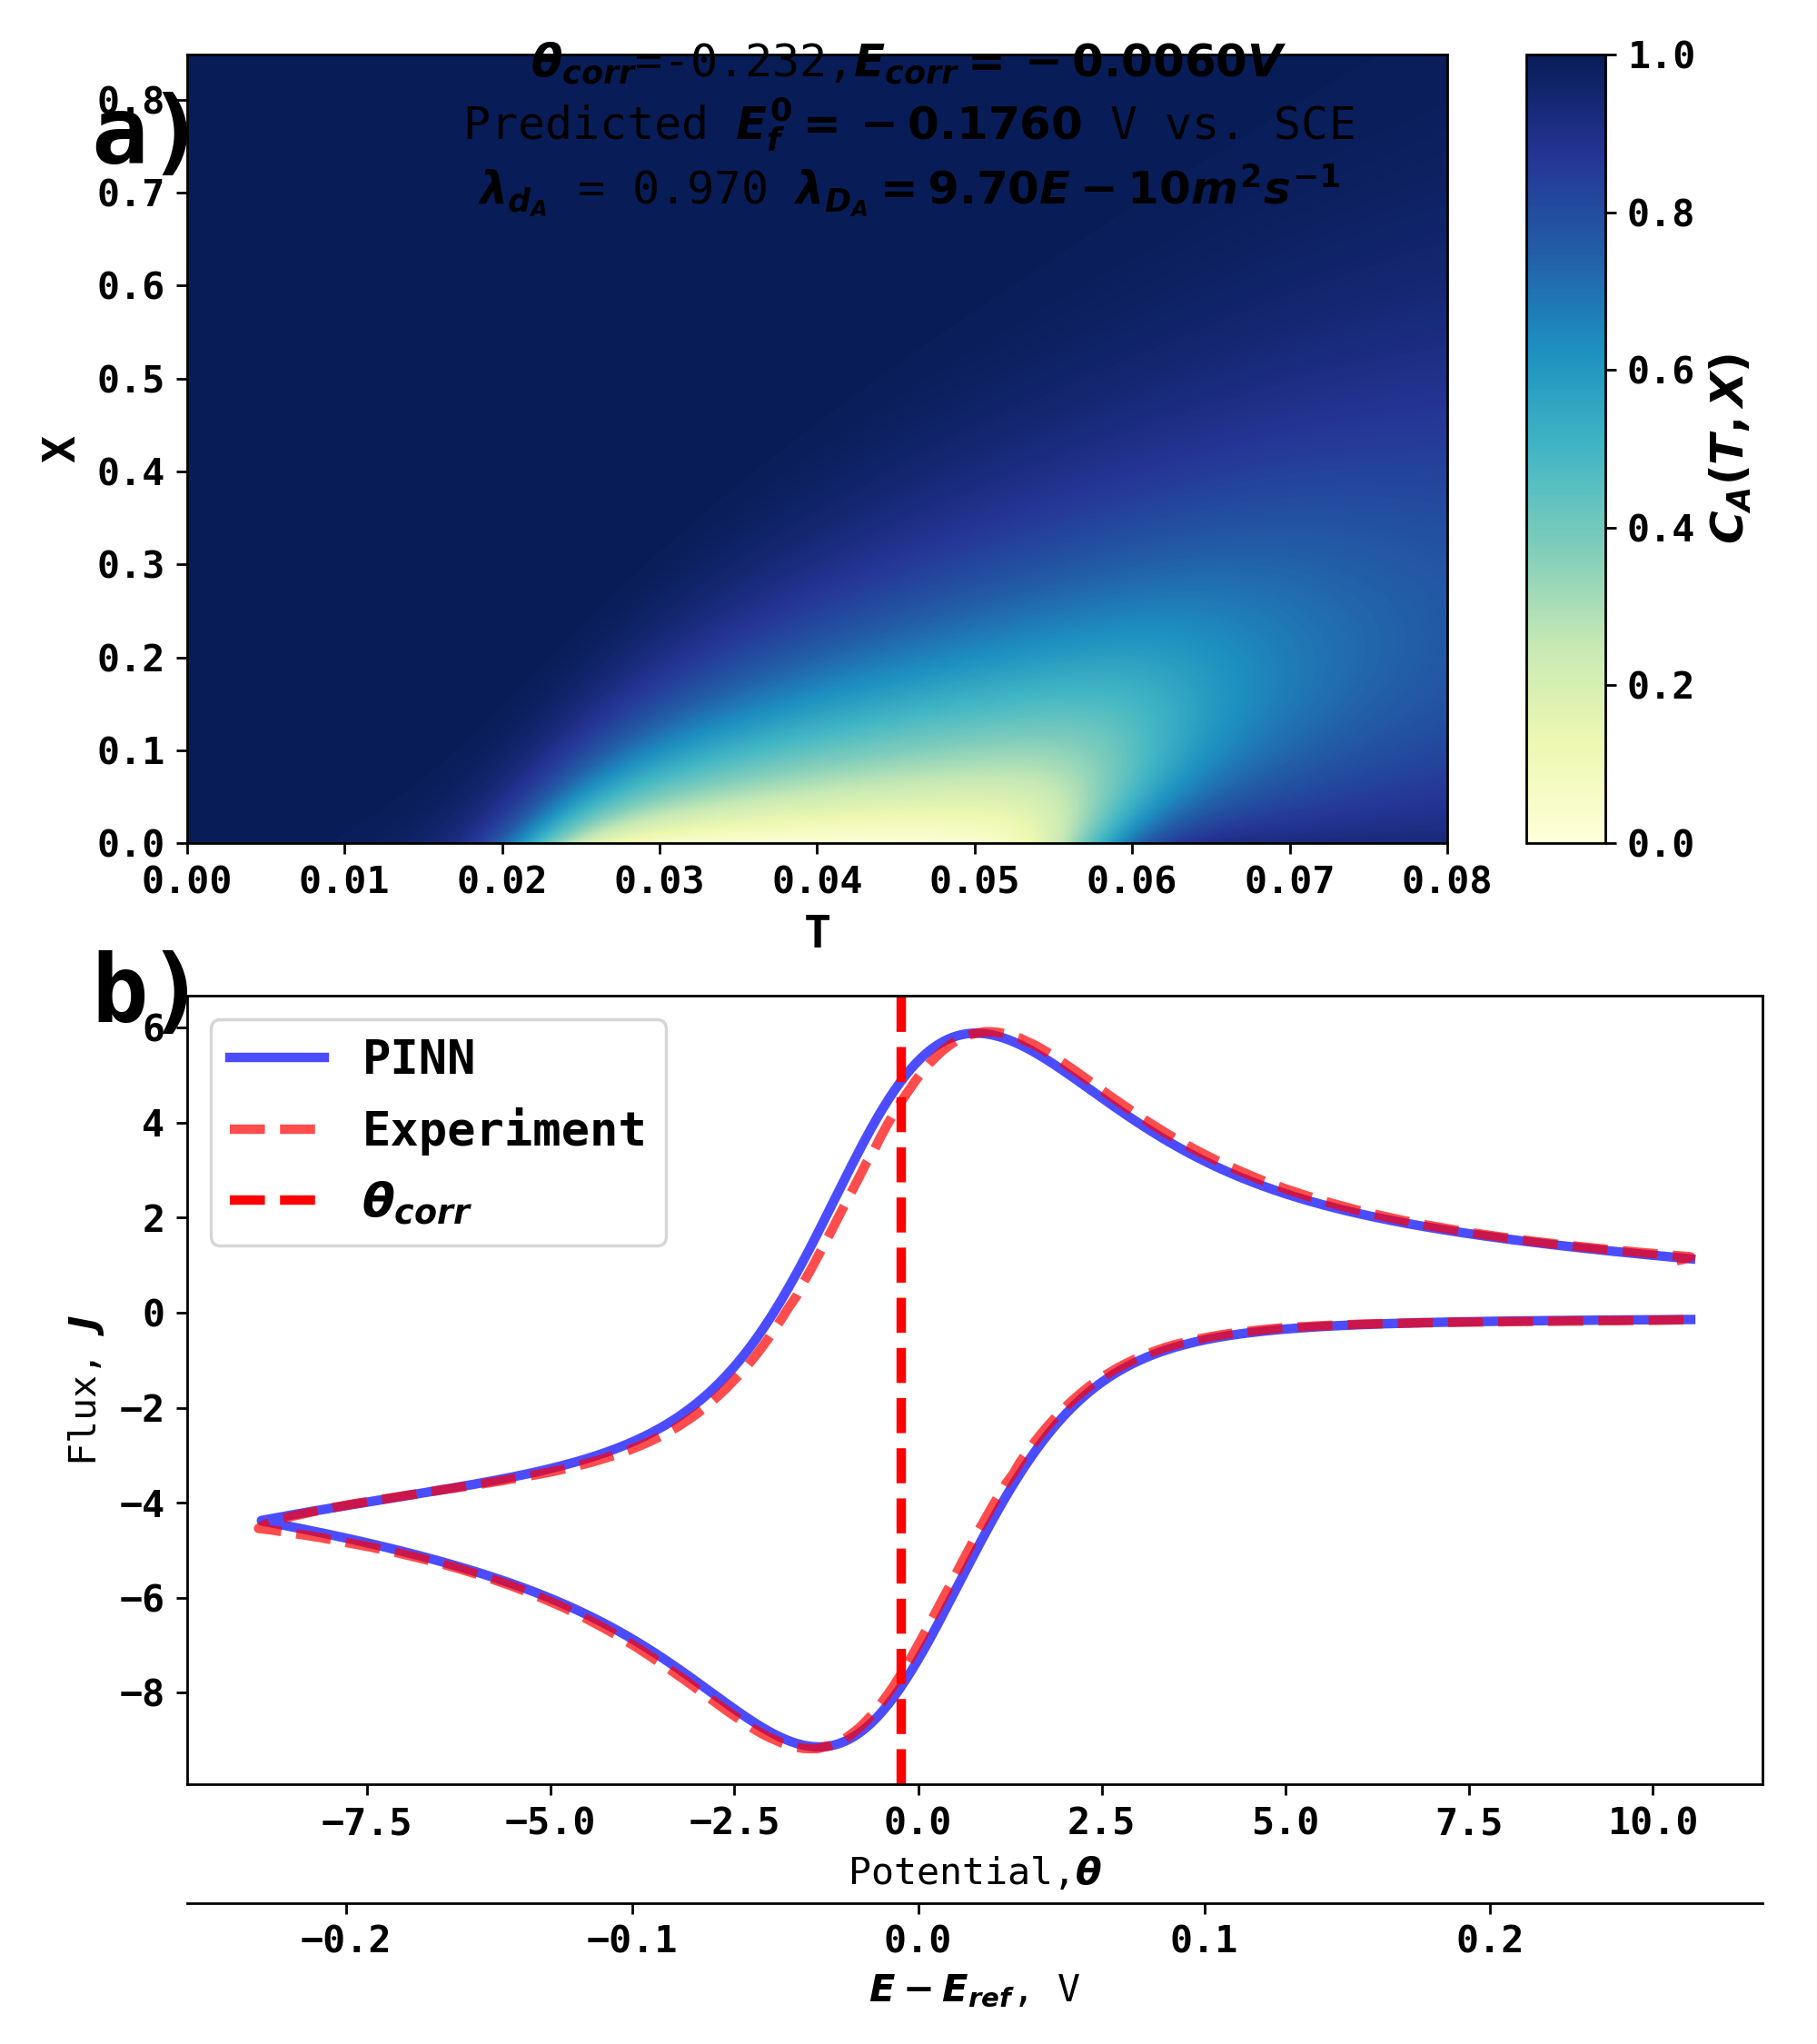 a)
θcorr=-0.232,Ecorr = −0.0060V
Predicted E⁰f = −0.1760 V vs. SCE
λdA = 0.970 λDA = 9.70E − 10m²s⁻¹
0.8
0.7
0.6
0.5
0.4
0.3
0.2
0.1
0.0
X
0.00 0.01 0.02 0.03 0.04 0.05 0.06 0.07 0.08
T
1.0
0.8
0.6
0.4
0.2
0.0
CA(T, X)
b)
PINN
Experiment
θcorr
6
4
2
0
−2
−4
−6
−8
Flux, J
−7.5 −5.0 −2.5 0.0 2.5 5.0 7.5 10.0
Potential,θ
−0.2 −0.1 0.0 0.1 0.2
E − Eref, V